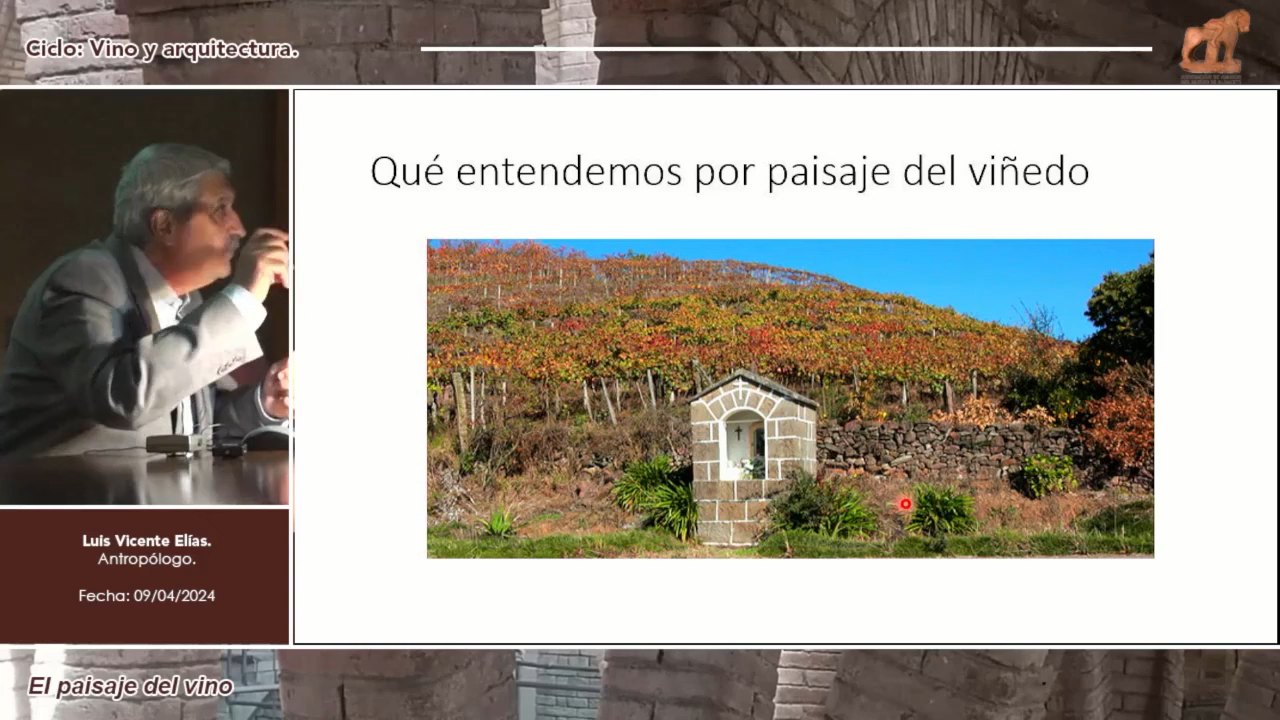 Ciclo: Vino y arquitectura.
Qué entendemos por paisaje del viñedo
Luis Vicente Elías.
Antropólogo.
Fecha: 09/04/2024
El paisaje del vino